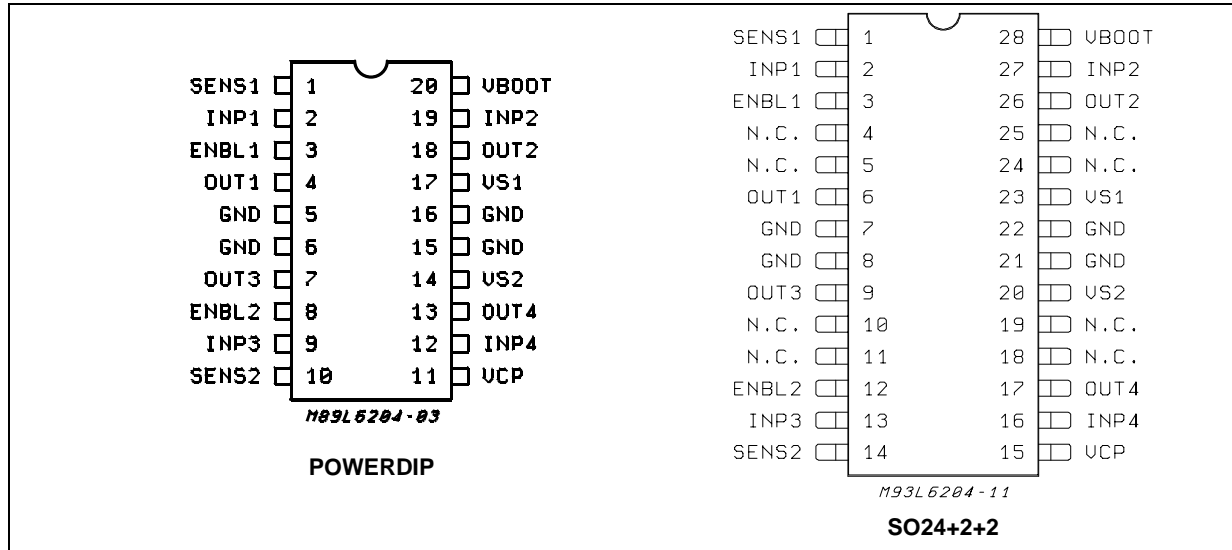 SENS1 1 20 VBOOT
INP1 2 19 INP2
ENBL1 3 18 OUT2
OUT1 4 17 VS1
GND 5 16 GND
GND 6 15 GND
OUT3 7 14 VS2
ENBL2 8 13 OUT4
INP3 9 12 INP4
SENS2 10 11 VCP
M89L6204-03
POWERDIP
SENS1 1 28 VBOOT
INP1 2 27 INP2
ENBL1 3 26 OUT2
N.C. 4 25 N.C.
N.C. 5 24 N.C.
OUT1 6 23 VS1
GND 7 22 GND
GND 8 21 GND
OUT3 9 20 VS2
N.C. 10 19 N.C.
N.C. 11 18 N.C.
ENBL2 12 17 OUT4
INP3 13 16 INP4
SENS2 14 15 VCP
M93L6204-11
SO24+2+2